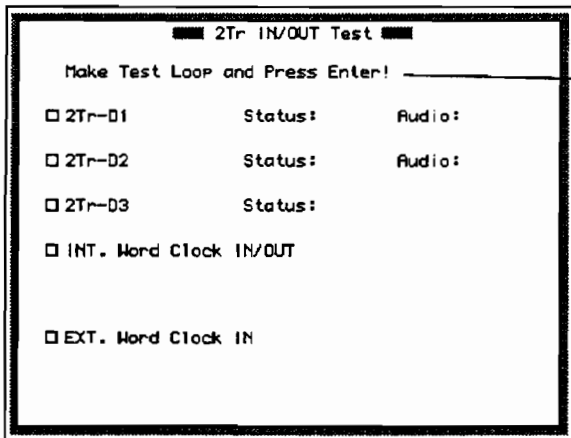 2Tr IN/OUT Test
Make Test Loop and Press Enter!
2Tr-D1 Status: Audio:
2Tr-D2 Status: Audio:
2Tr-D3 Status:
INT. Word Clock IN/OUT
EXT. Word Clock IN